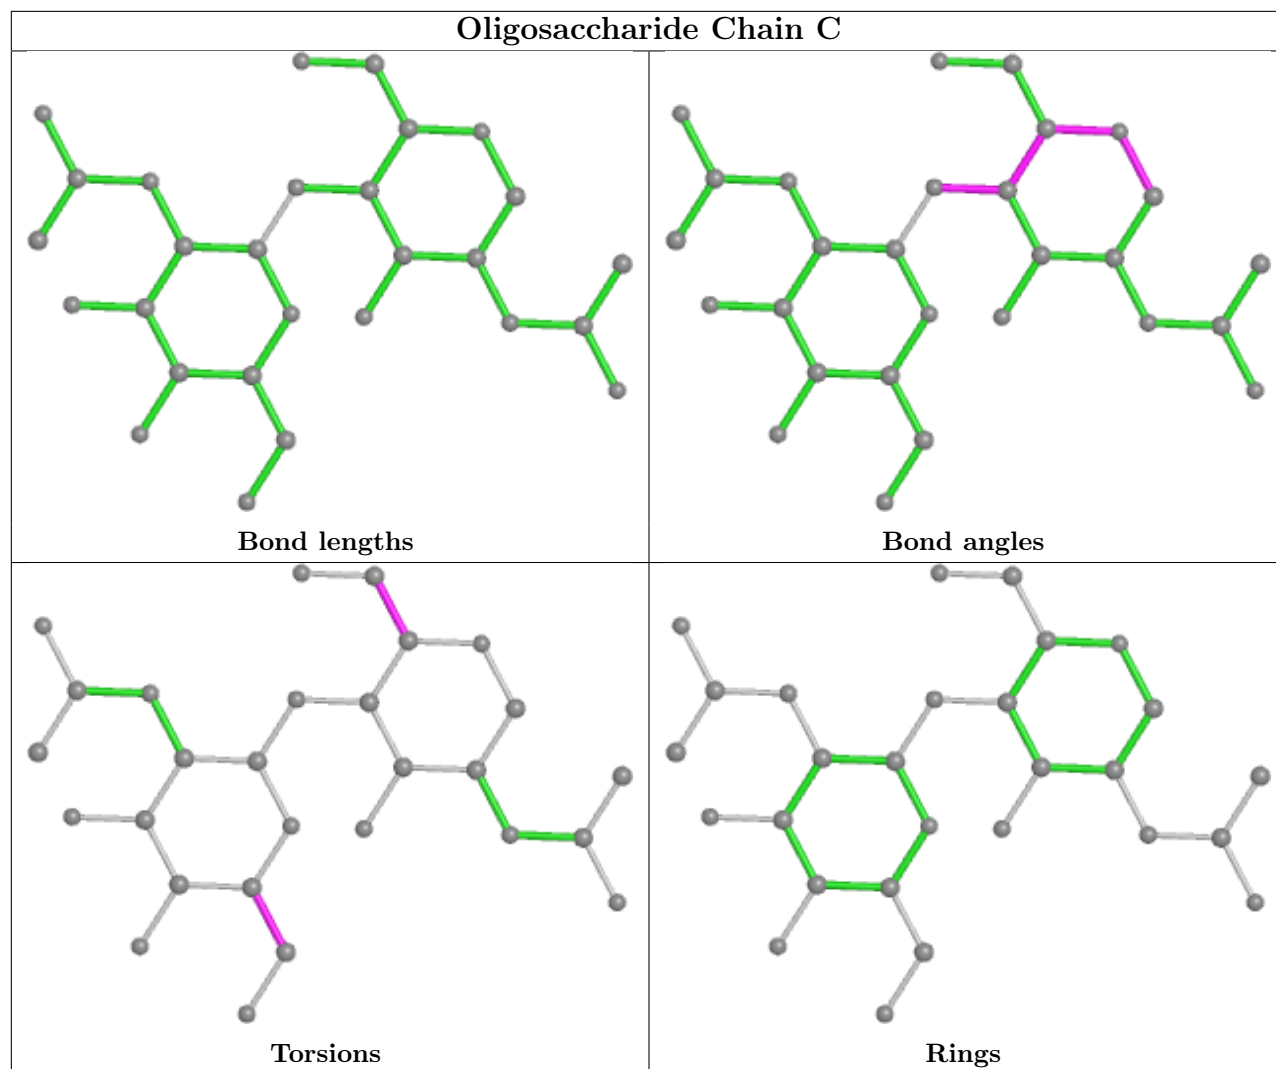 Oligosaccharide Chain C
Bond lengths
Bond angles
Torsions
Rings